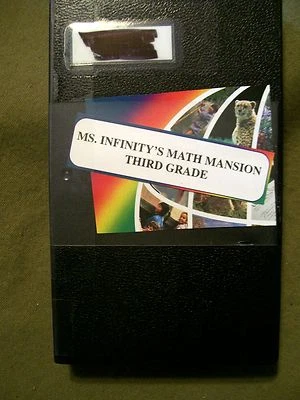 MS. INFINITY'S MATH MANSION
THIRD GRADE